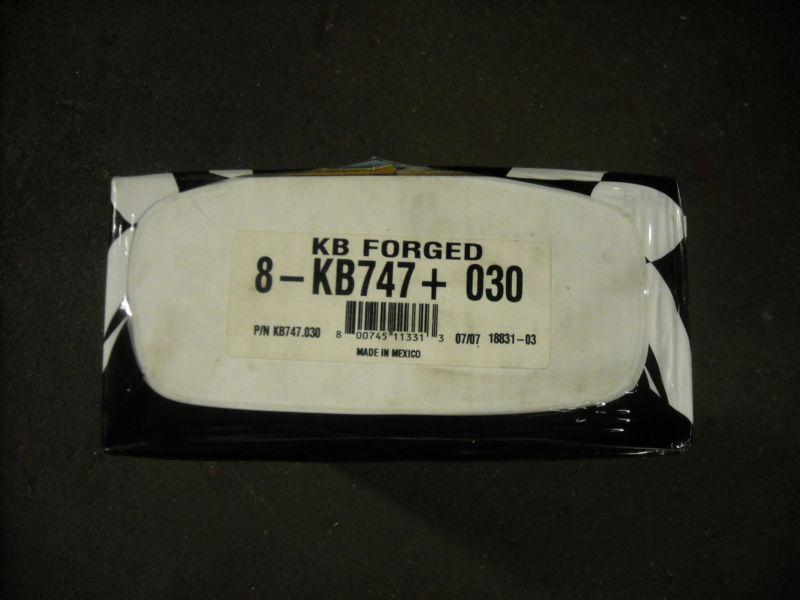 KB FORGED
8-KB747+ 030
P/N KB747.030 8 00745 11331 3 07/07 18831-03
MADE IN MEXICO